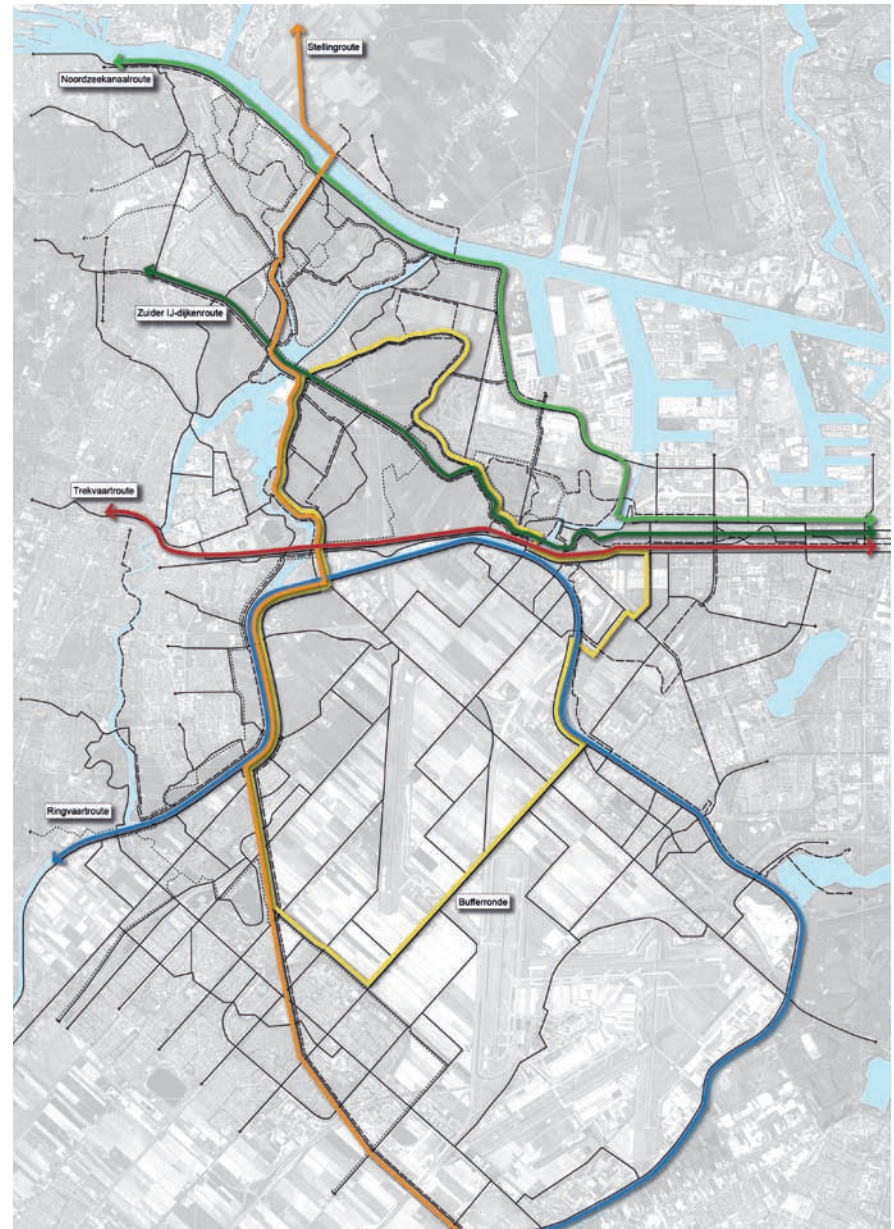 Stellingroute
Noordzeekanaalroute
Zuider IJ-dijkenroute
Trekvaartroute
Ringvaartroute
Bufferronde